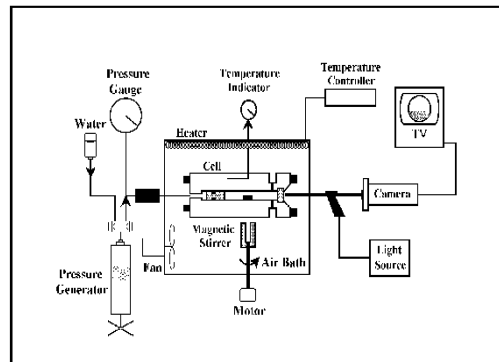 Pressure
Gauge
Temperature
Indicator
Temperature
Controller
Water
TV
Heater
Cell
Camera
Magnetic
Stirrer
Fan
Air Bath
Light
Source
Pressure
Generator
Motor